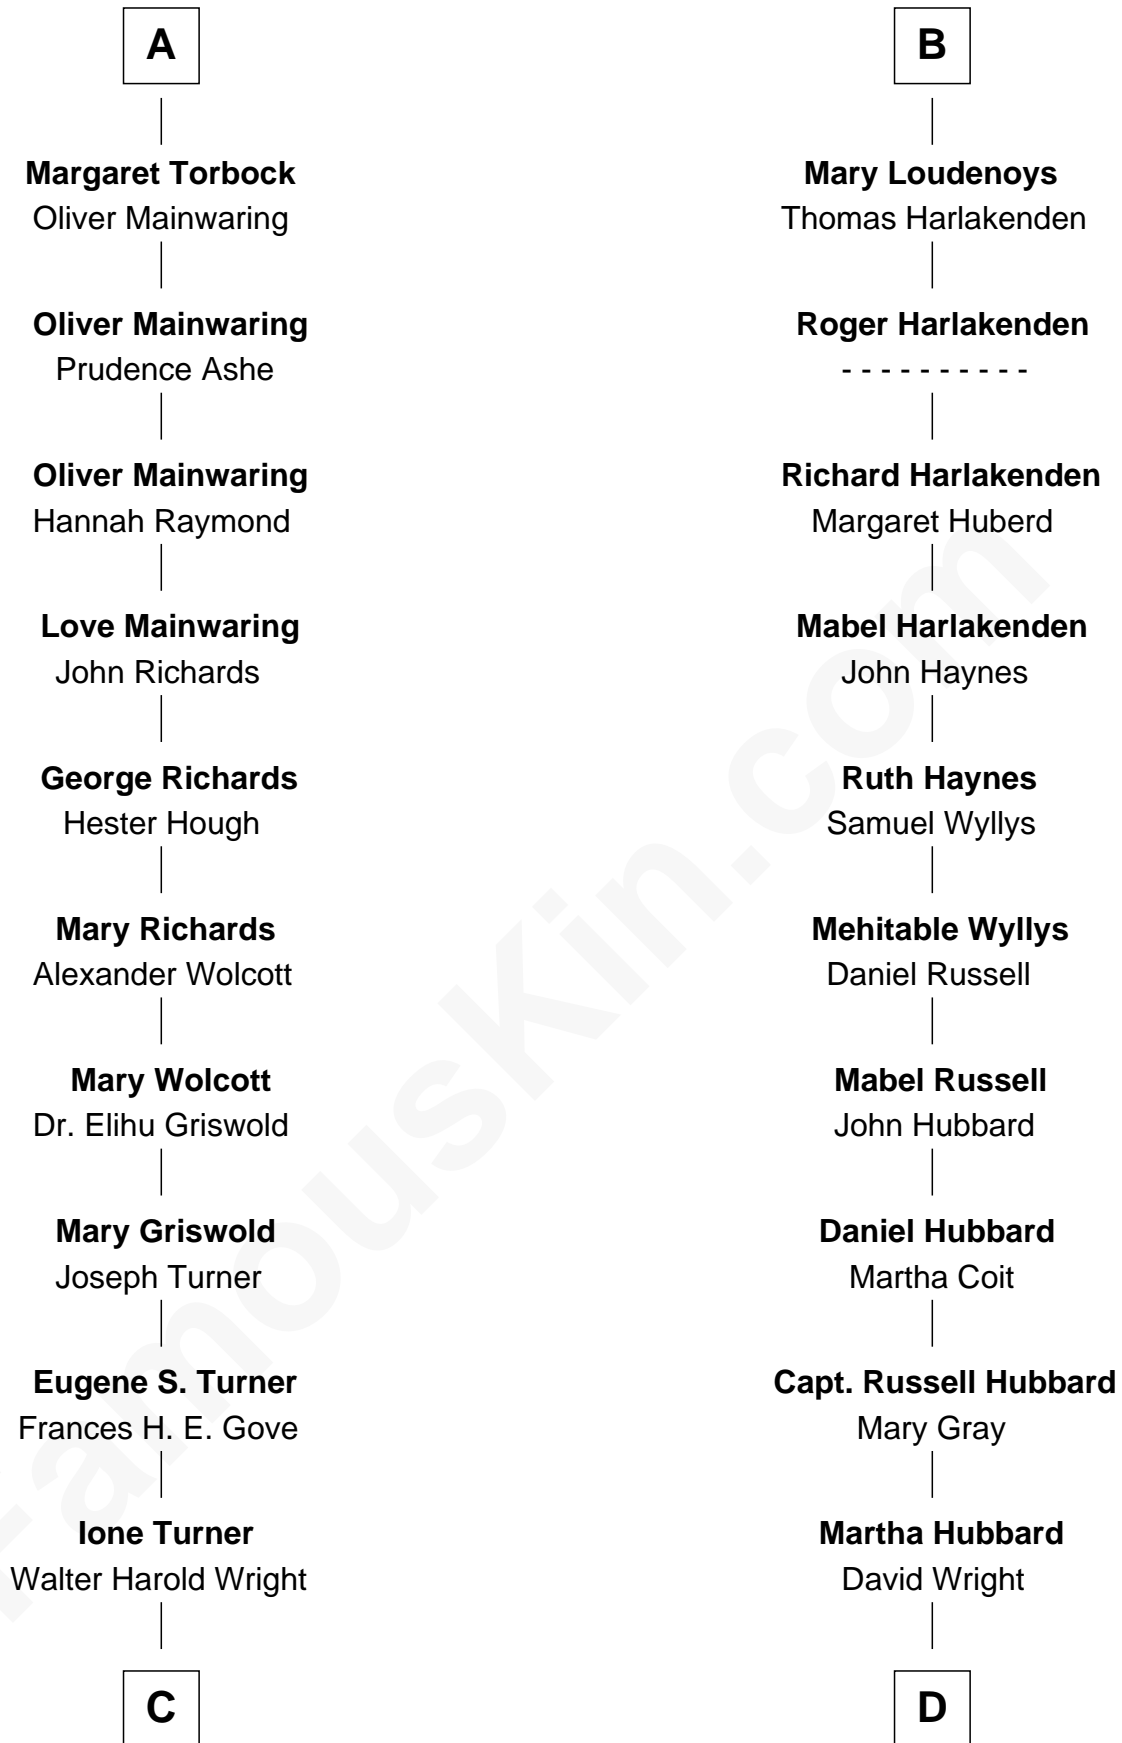 A
Margaret Torbock
Oliver Mainwaring
Oliver Mainwaring
Prudence Ashe
Oliver Mainwaring
Hannah Raymond
Love Mainwaring
John Richards
George Richards
Hester Hough
Mary Richards
Alexander Wolcott
Mary Wolcott
Dr. Elihu Griswold
Mary Griswold
Joseph Turner
Eugene S. Turner
Frances H. E. Gove
Ione Turner
Walter Harold Wright
C
B
Mary Loudenoys
Thomas Harlakenden
Roger Harlakenden
- - - - - - - - - -
Richard Harlakenden
Margaret Huberd
Mabel Harlakenden
John Haynes
Ruth Haynes
Samuel Wyllys
Mehitable Wyllys
Daniel Russell
Mabel Russell
John Hubbard
Daniel Hubbard
Martha Coit
Capt. Russell Hubbard
Mary Gray
Martha Hubbard
David Wright
D
FamousKin.com